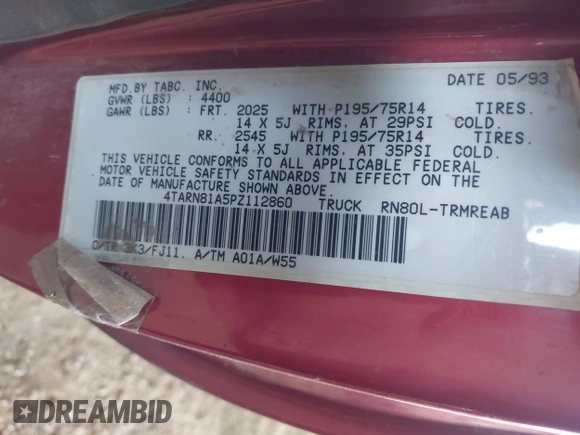 MFD.BY TABC, INC. DATE 05/93
GVWR (LBS) : 4400
GAWR (LBS) : FRT. 2025 WITH P195/75R14 TIRES.
14 X 5J RIMS. AT 29PSI COLD.
RR. 2545 WITH P195/75R14 TIRES.
14 X 5J RIMS. AT 35PSI COLD.
THIS VEHICLE CONFORMS TO ALL APPLICABLE FEDERAL
MOTOR VEHICLE SAFETY STANDARDS IN EFFECT ON THE
DATE OF MANUFACTURE SHOWN ABOVE.
4TARN81A5PZ112860 TRUCK RN80L-TRMREAB
C/TR 3K3/FJ11. A/TM A01A/W55
DREAMBID